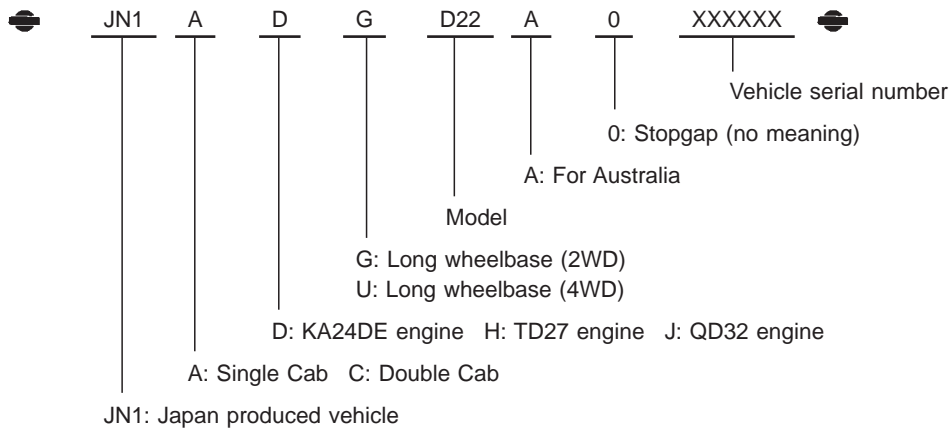 JN1 A D G D22 A 0 XXXXXX
Vehicle serial number
0: Stopgap (no meaning)
A: For Australia
Model
G: Long wheelbase (2WD)
U: Long wheelbase (4WD)
D: KA24DE engine H: TD27 engine J: QD32 engine
A: Single Cab C: Double Cab
JN1: Japan produced vehicle